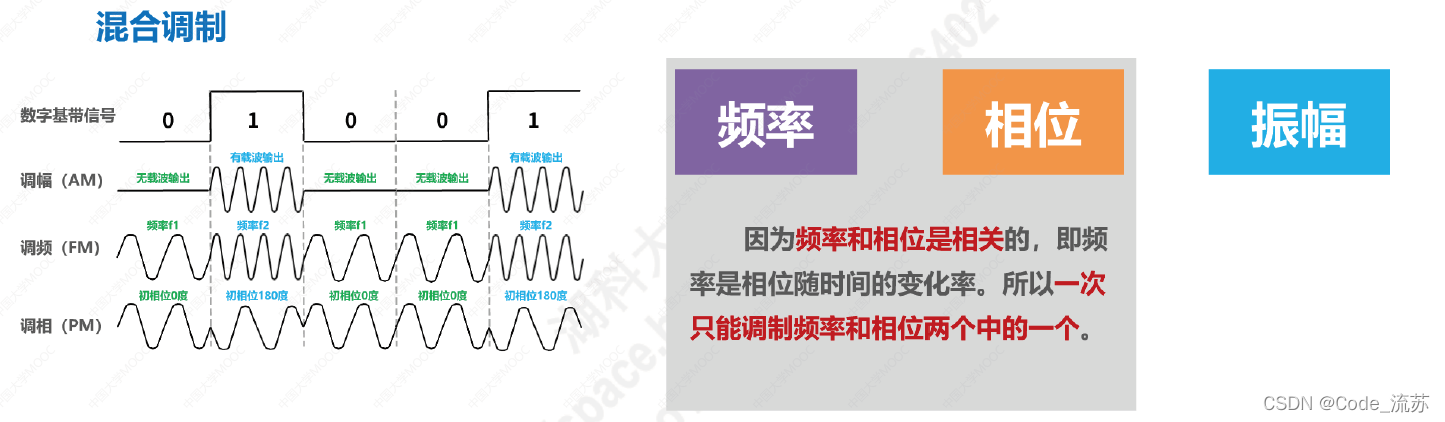 混合调制
数字基带信号 0 1 0 0 1
有载波输出 有载波输出
调幅（AM） 无载波输出 无载波输出 无载波输出
频率f1 频率f2 频率f1 频率f1 频率f2
调频（FM）
初相位0度 初相位180度 初相位0度 初相位0度 初相位180度
调相（PM）
频率 相位 振幅
因为频率和相位是相关的，即频
率是相位随时间的变化率。所以一次
只能调制频率和相位两个中的一个。
CSDN @Code_流苏